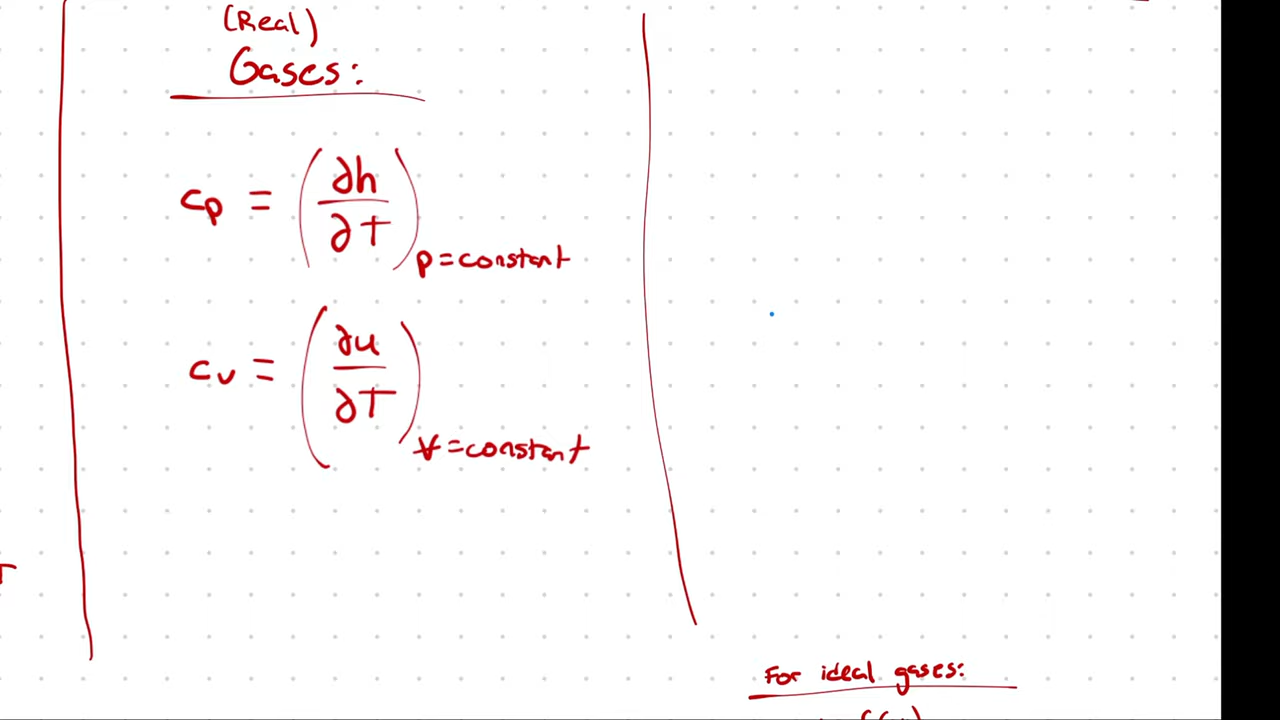 (Real)
Gases:
cp = (∂h/∂T) p=constant
cv = (∂u/∂T) V=constant
For ideal gases: